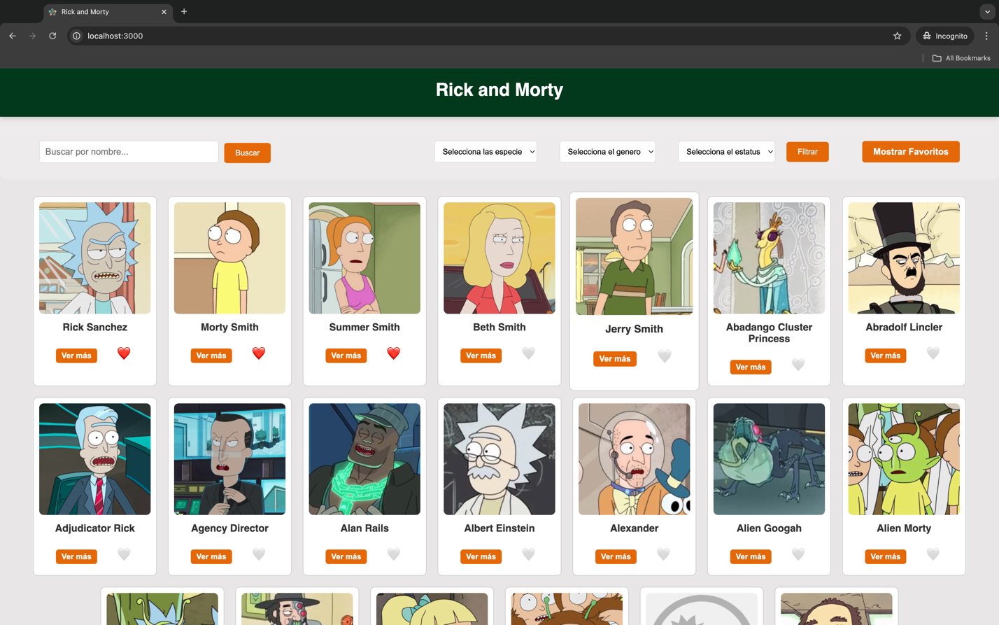 Rick and Morty
localhost:3000
Incognito
All Bookmarks
Rick and Morty
Buscar por nombre...
Buscar
Selecciona las especie
Selecciona el genero
Selecciona el estatus
Filtrar
Mostrar Favoritos
Rick Sanchez
Morty Smith
Summer Smith
Beth Smith
Jerry Smith
Abadango Cluster
Princess
Abradolf Lincler
Ver más
Ver más
Ver más
Ver más
Ver más
Ver más
Ver más
Adjudicator Rick
Agency Director
Alan Rails
Albert Einstein
Alexander
Alien Googah
Alien Morty
Ver más
Ver más
Ver más
Ver más
Ver más
Ver más
Ver más